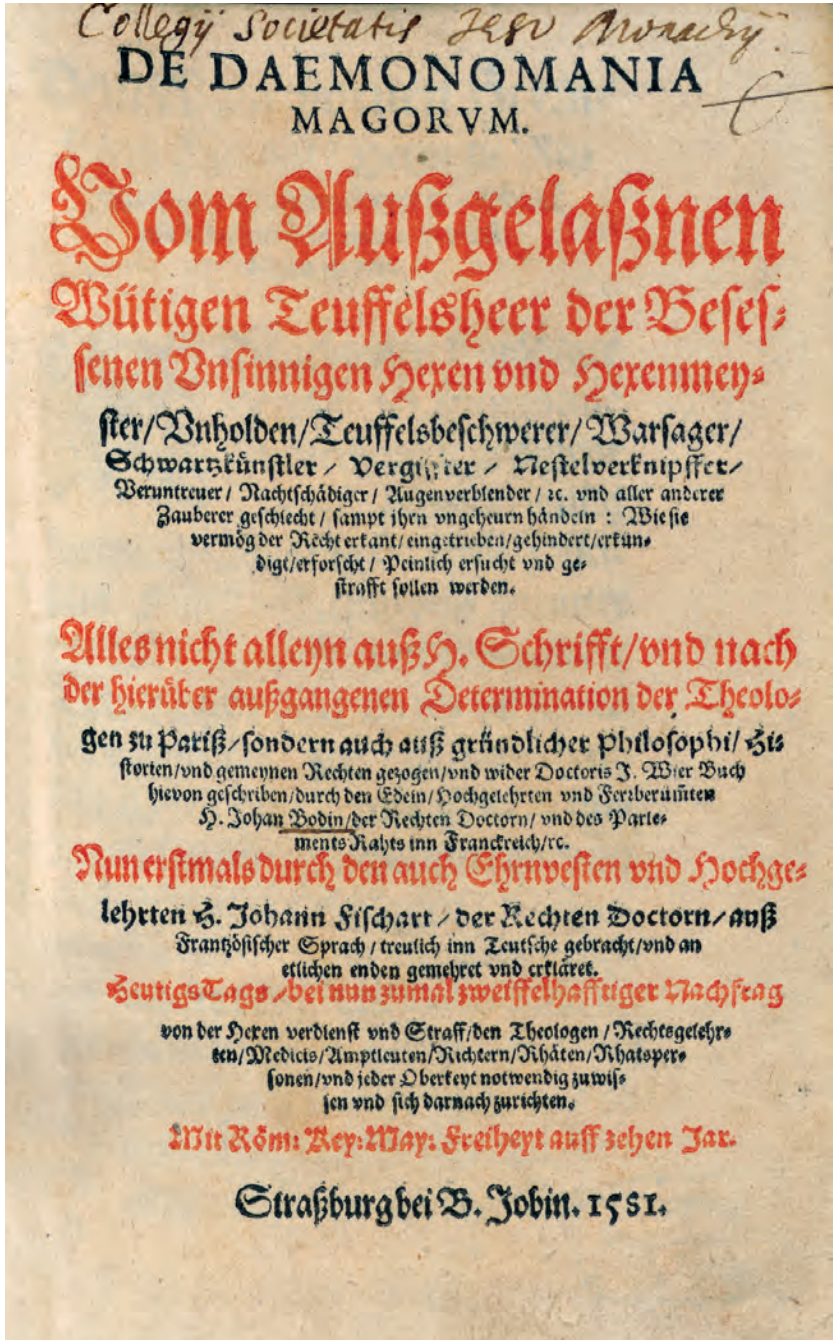 Collegij Societatis Jesu Monachij.
DE DAEMONOMANIA
MAGORVM.
Vom Außgelaßnen
Wütigen Teuffelsheer der Beses⸗
senen Vnsinnigen Hexen vnd Hexenmey⸗
ster/Vnholden/Teuffelsbeschwerer/Warsager/
Schwartzkünstler/Vergiffter/Nestelverknipffer/
Veruntreuer/Nachtschädiger/Augenverblender/ꝛc. vnd aller anderer
Zauberer geschlecht/sampt ihrn vngeheurn händeln: Wie sie
vermög der Recht erkant/eingetrieben/gehindert/erkün⸗
digt/erforscht/Peinlich ersucht vnd ge⸗
strafft sollen werden.
Alles nicht alleyn auß H. Schrifft/vnd nach
der hierüber außgangenen Determination der Theolo⸗
gen zu Pariß/sondern auch auß gründlicher Philosophi/Hi⸗
storien/vnd gemeynen Rechten gezogen/vnd wider Doctoris J. Wier Buch
hievon geschriben/durch den Edeln/Hochgelehrten vnd Ferrberümten
H. Johan Bodin/der Rechten Doctorn/vnd des Parle⸗
ments Rahts inn Franckreich/ꝛc.
Nun erstmals durch den auch Ehrnvesten vnd Hochge⸗
lehrten H. Johann Fischart/der Rechten Doctorn/auß
Frantzösischer Sprach/treulich inn Teutsche gebracht/vnd an
etlichen enden gemehret vnd erkläret.
Heutigs Tags/bei nun zumal zweiffelhafftiger Nachfrag
von der Hexen verdienst vnd Straff/den Theologen/Rechtsgelehr⸗
ten/Medicis/Amptleuten/Richtern/Rhäten/Rhatsper⸗
sonen/vnd jeder Oberkeyt notwendig zuwis⸗
sen vnd sich darnach zurichten.
Mit Röm: Key: May: Freiheyt auff zehen Jar.
Straßburg bei B. Jobin. 1581.